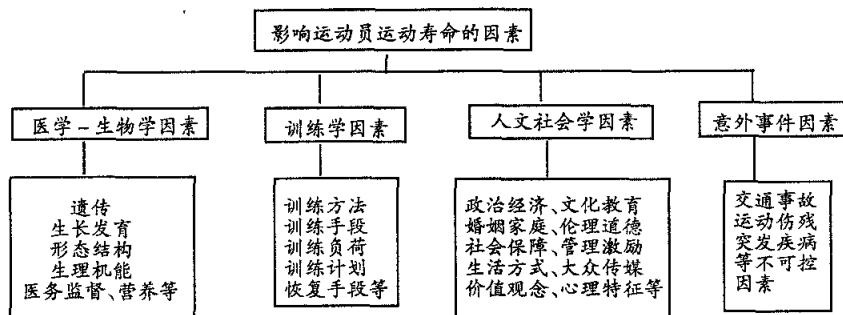 影响运动员运动寿命的因素
医学-生物学因素
训练学因素
人文社会学因素
意外事件因素
遗传
生长发育
形态结构
生理机能
医务监督、营养等
训练方法
训练手段
训练负荷
训练计划
恢复手段等
政治经济、文化教育
婚姻家庭、伦理道德
社会保障、管理激励
生活方式、大众传媒
价值观念、心理特征等
交通事故
运动伤残
突发疾病
等不可控
因素